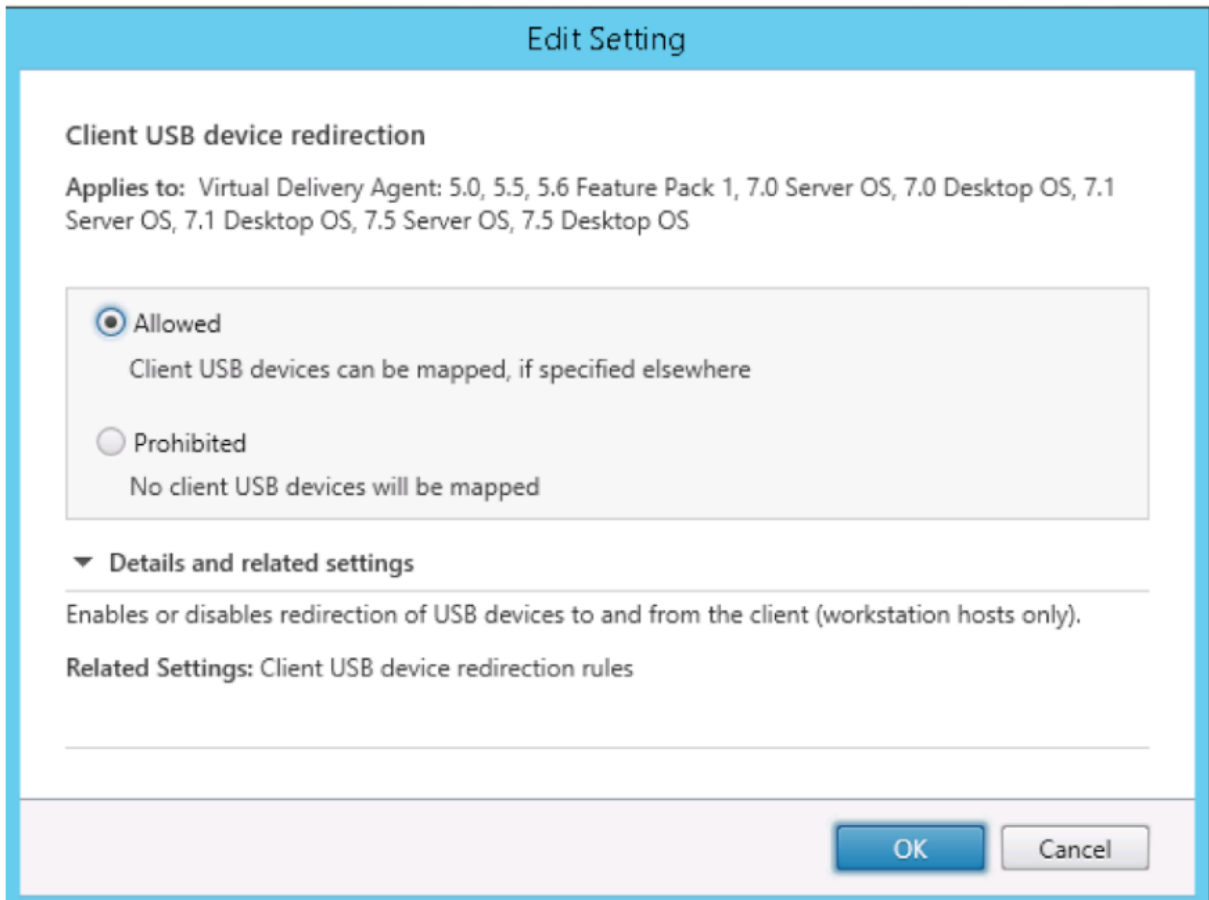 Edit Setting
Client USB device redirection
Applies to: Virtual Delivery Agent: 5.0, 5.5, 5.6 Feature Pack 1, 7.0 Server OS, 7.0 Desktop OS, 7.1
Server OS, 7.1 Desktop OS, 7.5 Server OS, 7.5 Desktop OS
Allowed
Client USB devices can be mapped, if specified elsewhere
Prohibited
No client USB devices will be mapped
Details and related settings
Enables or disables redirection of USB devices to and from the client (workstation hosts only).
Related Settings: Client USB device redirection rules
OK
Cancel